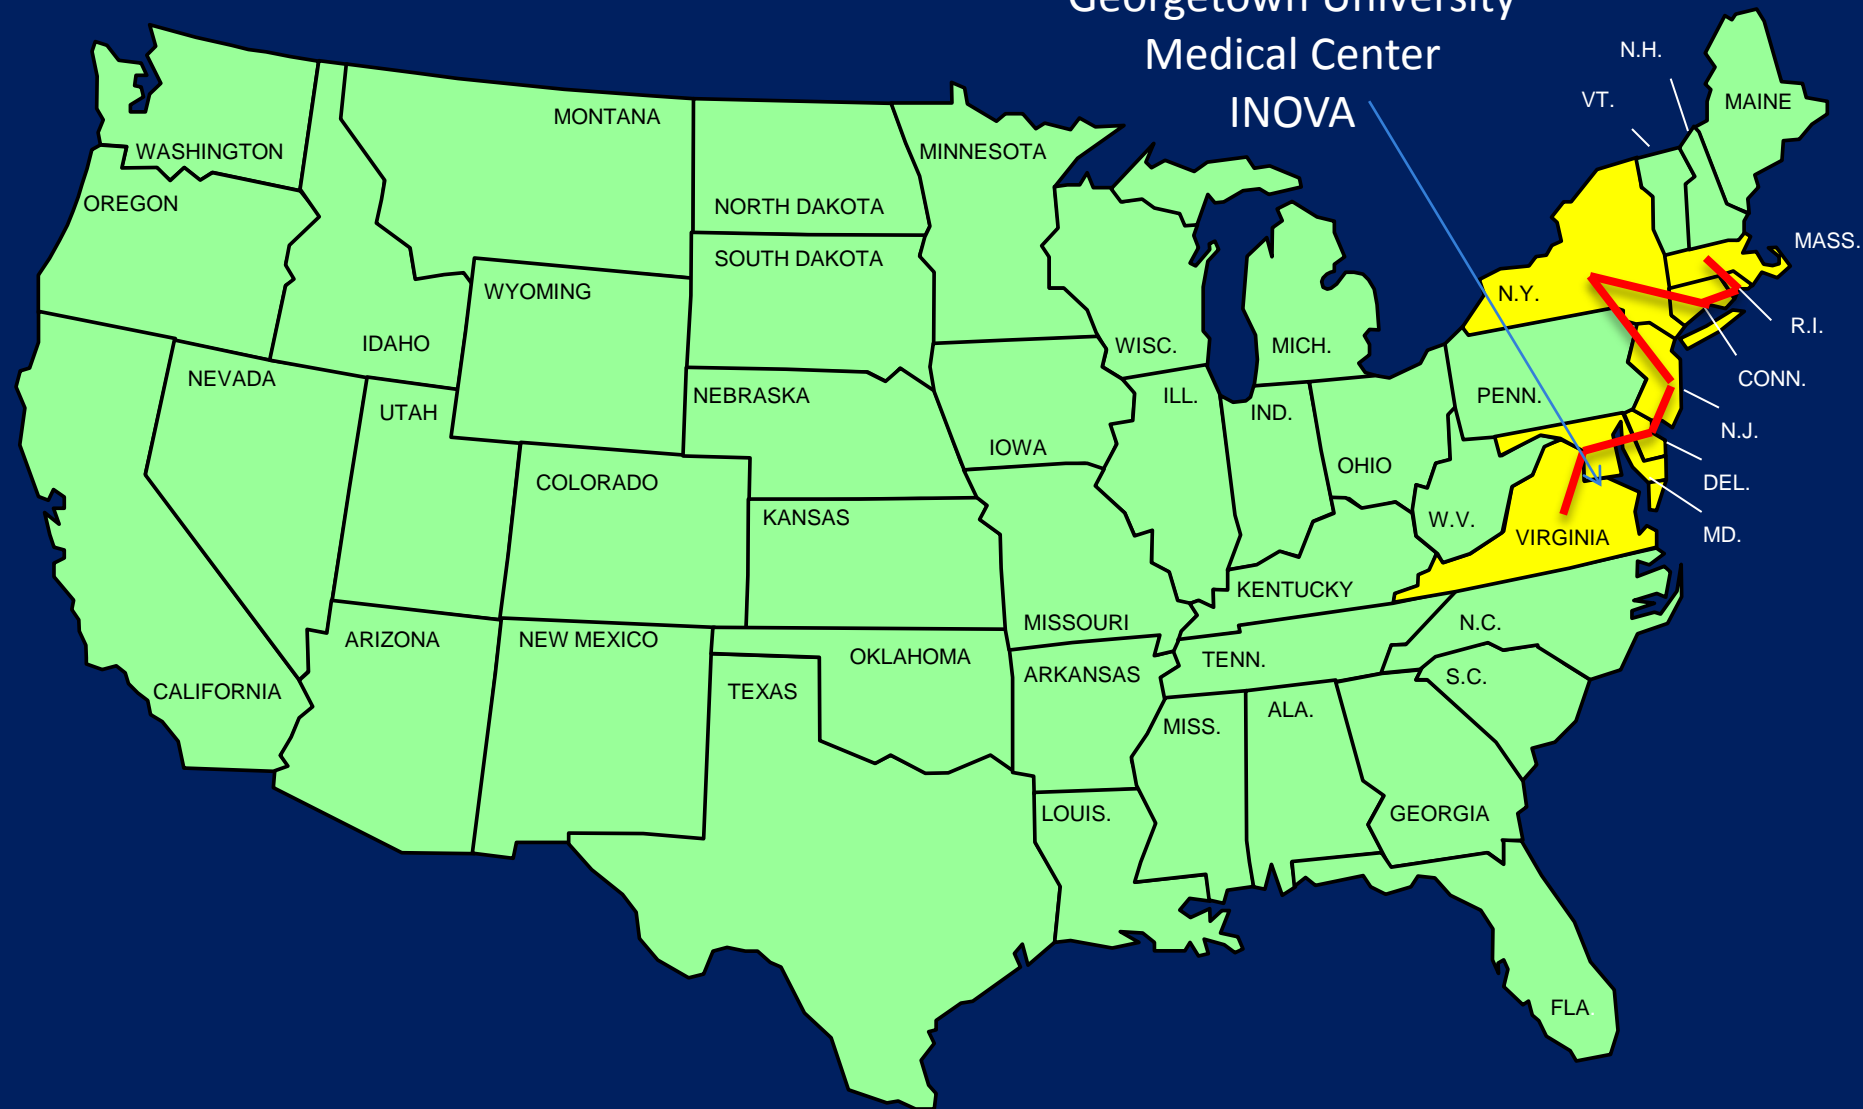 Georgetown University
Medical Center
INOVA
N.H.
VT.
MAINE
MONTANA
WASHINGTON
MINNESOTA
OREGON
NORTH DAKOTA
MASS.
SOUTH DAKOTA
WYOMING
N.Y.
R.I.
IDAHO
WISC.
MICH.
NEVADA
CONN.
UTAH
NEBRASKA
ILL.
IND.
PENN.
N.J.
IOWA
OHIO
COLORADO
DEL.
KANSAS
W.V.
VIRGINIA
MD.
KENTUCKY
MISSOURI
N.C.
ARIZONA
NEW MEXICO
OKLAHOMA
TENN.
ARKANSAS
S.C.
CALIFORNIA
TEXAS
ALA.
MISS.
LOUIS.
GEORGIA
FLA